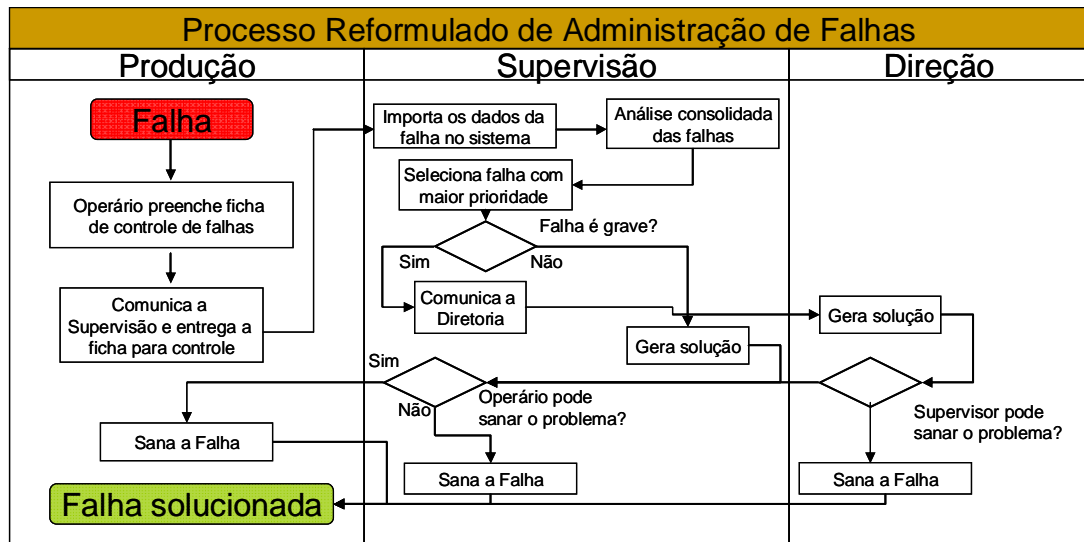 Processo Reformulado de Administração de Falhas
Produção
Supervisão
Direção
Falha
Importa os dados da
falha no sistema
Análise consolidada
das falhas
Operário preenche ficha
de controle de falhas
Seleciona falha com
maior prioridade
Falha é grave?
Sim
Não
Comunica a
Supervisão e entrega a
ficha para controle
Comunica a
Diretoria
Gera solução
Gera solução
Sim
Não
Operário pode
sanar o problema?
Supervisor pode
sanar o problema?
Sana a Falha
Sana a Falha
Sana a Falha
Falha solucionada